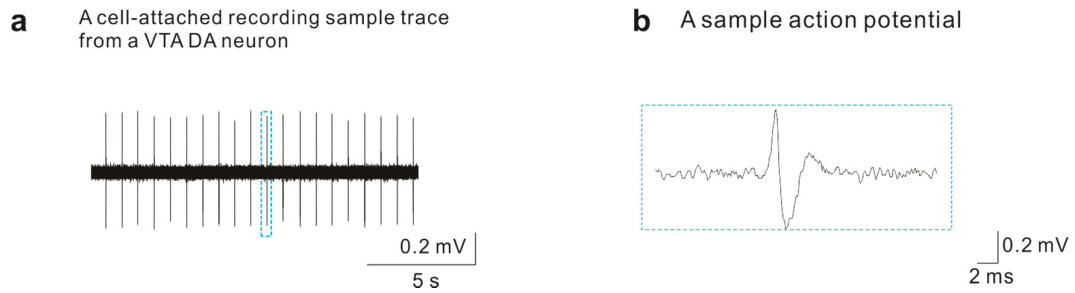 a
A cell-attached recording sample trace
from a VTA DA neuron
0.2 mV
5 s
b
A sample action potential
0.2 mV
2 ms